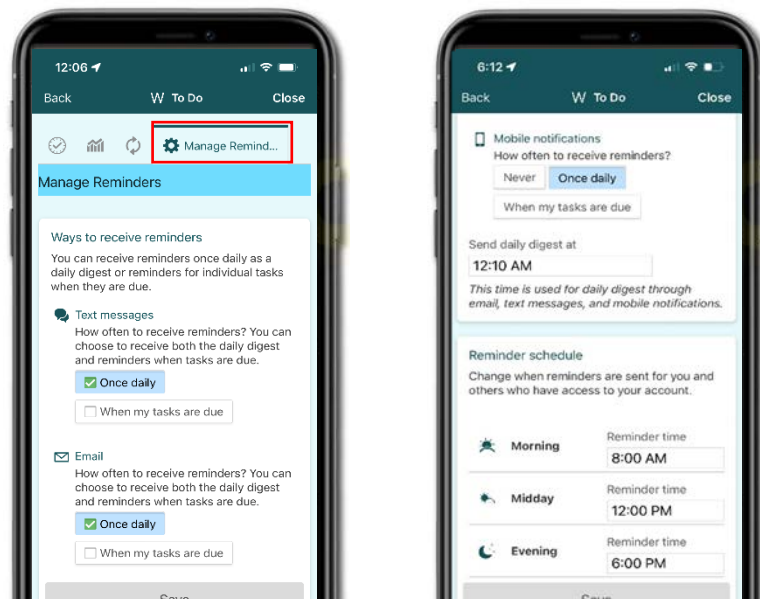 12:06
Back W To Do Close
Manage Remind...
Manage Reminders
Ways to receive reminders
You can receive reminders once daily as a
daily digest or reminders for individual tasks
when they are due.
Text messages
How often to receive reminders? You can
choose to receive both the daily digest
and reminders when tasks are due.
Once daily
When my tasks are due
Email
How often to receive reminders? You can
choose to receive both the daily digest
and reminders when tasks are due.
Once daily
When my tasks are due
Save
6:12
Back W To Do Close
Mobile notifications
How often to receive reminders?
Never Once daily
When my tasks are due
Send daily digest at
12:10 AM
This time is used for daily digest through
email, text messages, and mobile notifications.
Reminder schedule
Change when reminders are sent for you and
others who have access to your account.
Morning
Reminder time
8:00 AM
Midday
Reminder time
12:00 PM
Evening
Reminder time
6:00 PM
Save